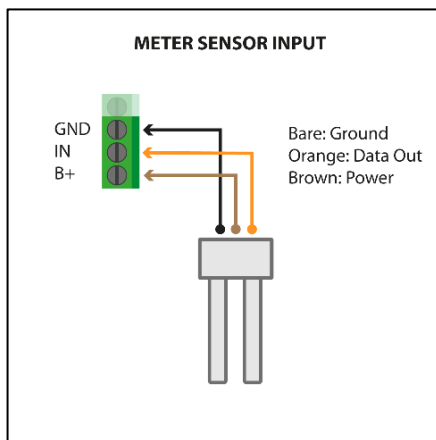 METER SENSOR INPUT
GND
IN
B+
Bare: Ground
Orange: Data Out
Brown: Power